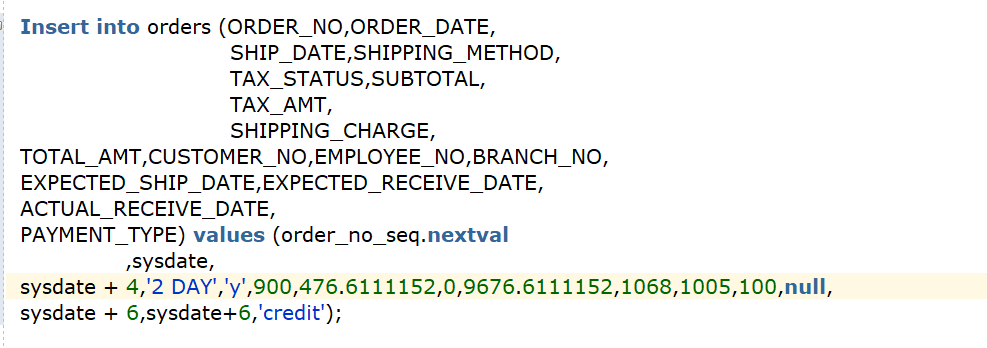 Insert into orders (ORDER_NO,ORDER_DATE,
SHIP_DATE,SHIPPING_METHOD,
TAX_STATUS,SUBTOTAL,
TAX_AMT,
SHIPPING_CHARGE,
TOTAL_AMT,CUSTOMER_NO,EMPLOYEE_NO,BRANCH_NO,
EXPECTED_SHIP_DATE,EXPECTED_RECEIVE_DATE,
ACTUAL_RECEIVE_DATE,
PAYMENT_TYPE) values (order_no_seq.nextval
,sysdate,
sysdate + 4,'2 DAY','y',900,476.6111152,0,9676.6111152,1068,1005,100,null,
sysdate + 6,sysdate+6,'credit');